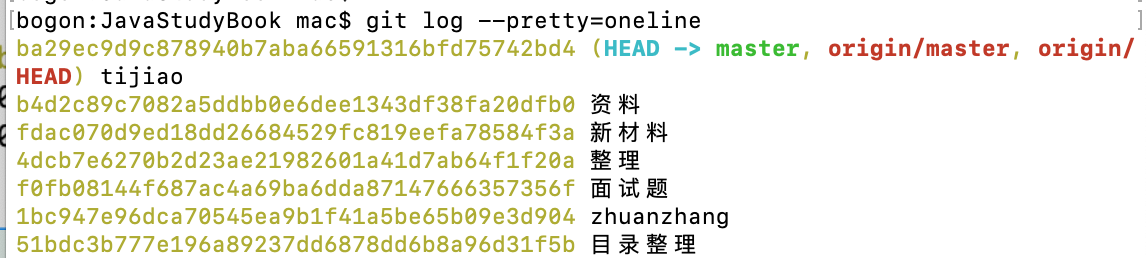 [bogon:JavaStudyBook mac$ git log --pretty=oneline
ba29ec9d9c878940b7aba66591316bfd75742bd4 (HEAD -> master, origin/master, origin/
HEAD) tijiao
b4d2c89c7082a5ddbb0e6dee1343df38fa20dfb0 资料
fdac070d9ed18dd26684529fc819eefa78584f3a 新材料
4dcb7e6270b2d23ae21982601a41d7ab64f1f20a 整理
f0fb08144f687ac4a69ba6dda87147666357356f 面试题
1bc947e96dca70545ea9b1f41a5be65b09e3d904 zhuanzhang
51bdc3b777e196a89237dd6878dd6b8a96d31f5b 目录整理